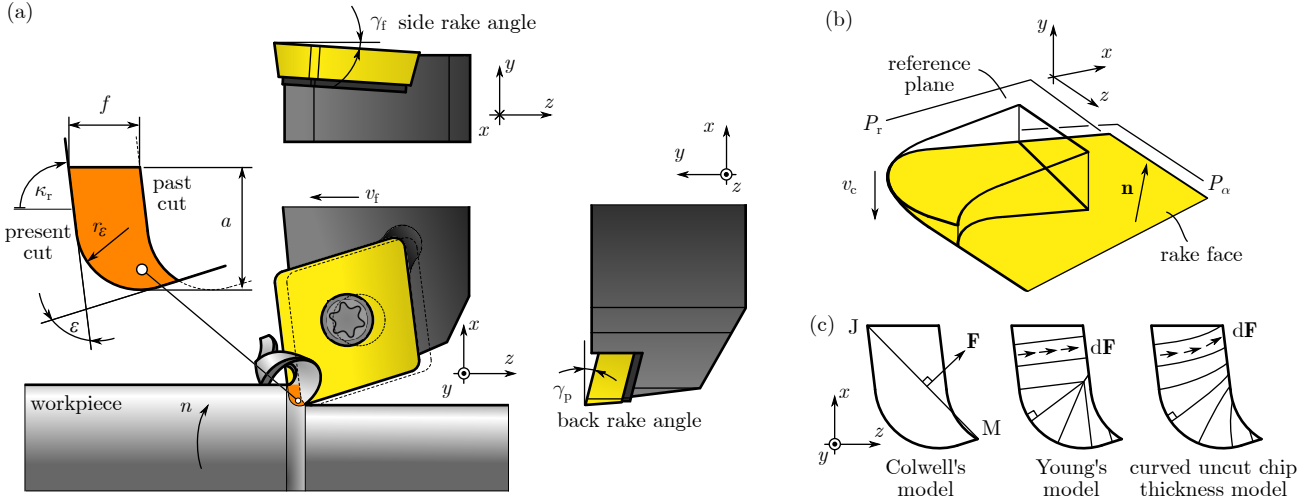 (a)
γf side rake angle
y
z
x
f
κr
past
cut
a
rε
present
cut
ε
vf
x
y
z
x
z
y
workpiece
n
γp
back rake angle
(b)
y
x
z
reference
plane
Pr
vc
n
Pα
rake face
(c)
J
F
M
x
z
y
Colwell's
model
dF
Young's
model
dF
curved uncut chip
thickness model